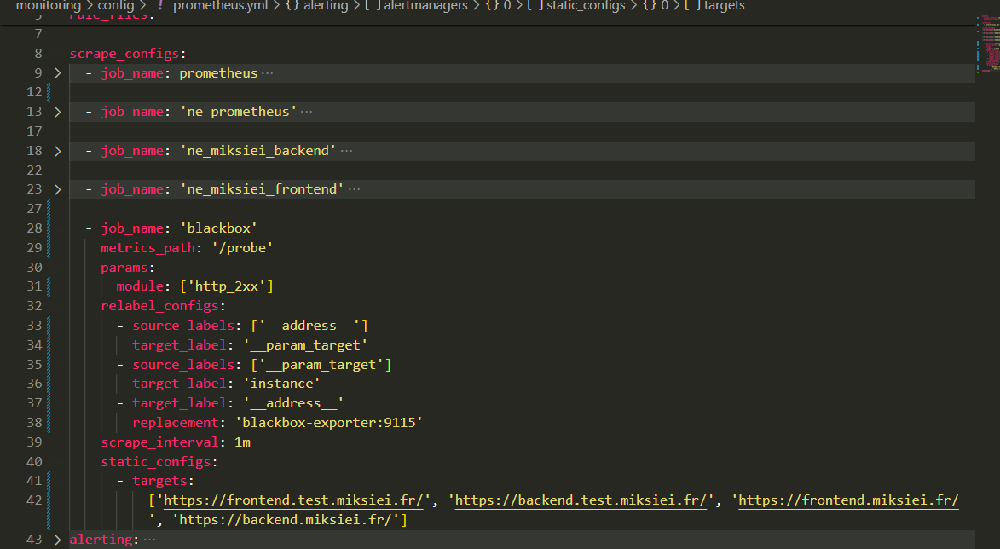 monitoring > config > ! prometheus.yml > {} alerting > [ ] alertmanagers > {} 0 > [ ] static_configs > {} 0 > [ ] targets
5 rule_files:
7
8 scrape_configs:
9 > - job_name: prometheus ···
12
13 > - job_name: 'ne_prometheus' ···
17
18 > - job_name: 'ne_miksiei_backend' ···
22
23 > - job_name: 'ne_miksiei_frontend' ···
27
28 - job_name: 'blackbox'
29 metrics_path: '/probe'
30 params:
31 module: ['http_2xx']
32 relabel_configs:
33 - source_labels: ['__address__']
34 target_label: '__param_target'
35 - source_labels: ['__param_target']
36 target_label: 'instance'
37 - target_label: '__address__'
38 replacement: 'blackbox-exporter:9115'
39 scrape_interval: 1m
40 static_configs:
41 - targets:
42 ['https://frontend.test.miksiei.fr/', 'https://backend.test.miksiei.fr/', 'https://frontend.miksiei.fr/
', 'https://backend.miksiei.fr/']
43 > alerting: ···